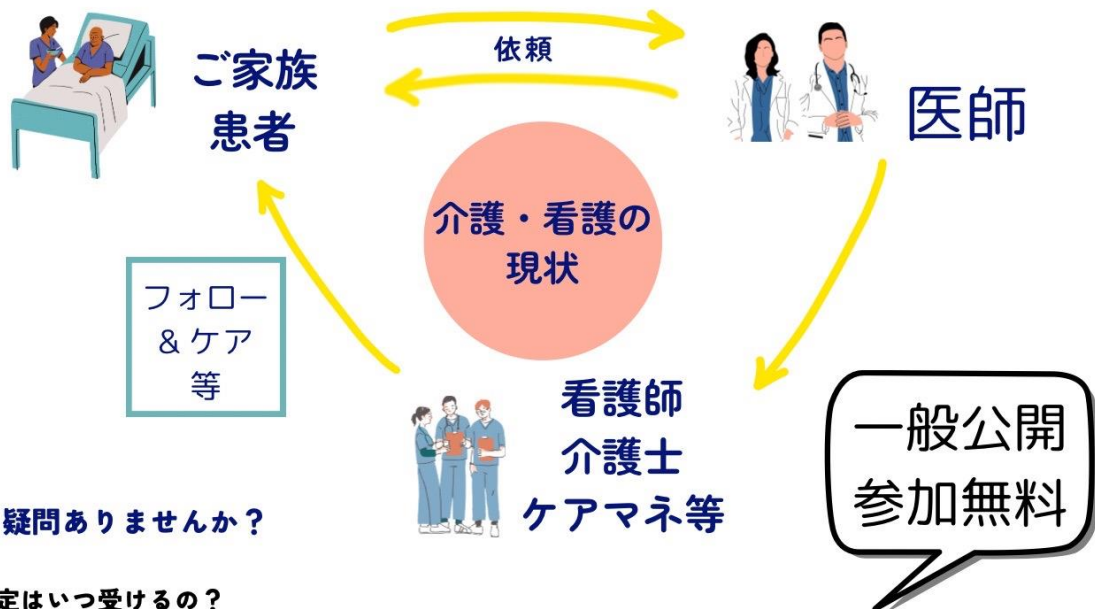 ご家族
患者
依頼
医師
介護・看護の
現状
フォロー
&ケア
等
看護師
介護士
ケアマネ等
一般公開
参加無料
疑問ありませんか？
定はいつ受けるの？